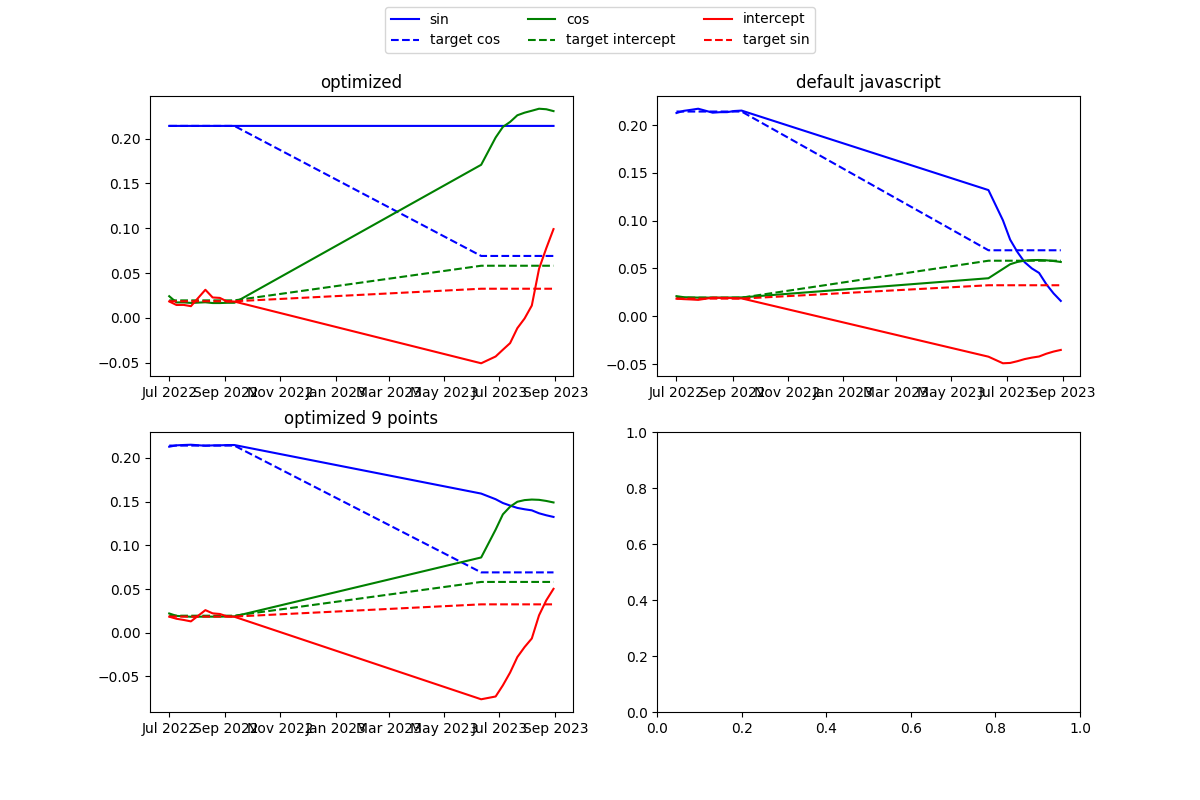 sin cos intercept
target cos target intercept target sin
optimized
0.20
0.15
0.10
0.05
0.00
−0.05
Jul 2022 Sep 2022 Nov 2022 Jan 2023 Mar 2023 May 2023 Jul 2023 Sep 2023
default javascript
0.20
0.15
0.10
0.05
0.00
−0.05
Jul 2022 Sep 2022 Nov 2022 Jan 2023 Mar 2023 May 2023 Jul 2023 Sep 2023
optimized 9 points
0.20
0.15
0.10
0.05
0.00
−0.05
Jul 2022 Sep 2022 Nov 2022 Jan 2023 Mar 2023 May 2023 Jul 2023 Sep 2023
1.0
0.8
0.6
0.4
0.2
0.0
0.0 0.2 0.4 0.6 0.8 1.0